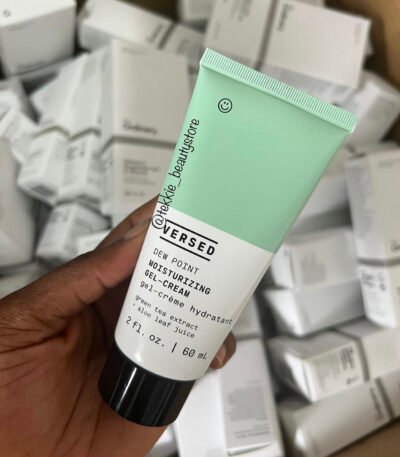 @tekkie_beautystore
VERSED
DEW POINT
MOISTURIZING
GEL-CREAM
gel-crème hydratant
green tea extract
+ aloe leaf juice
2 fl. oz. | 60 mL
Ordinary.